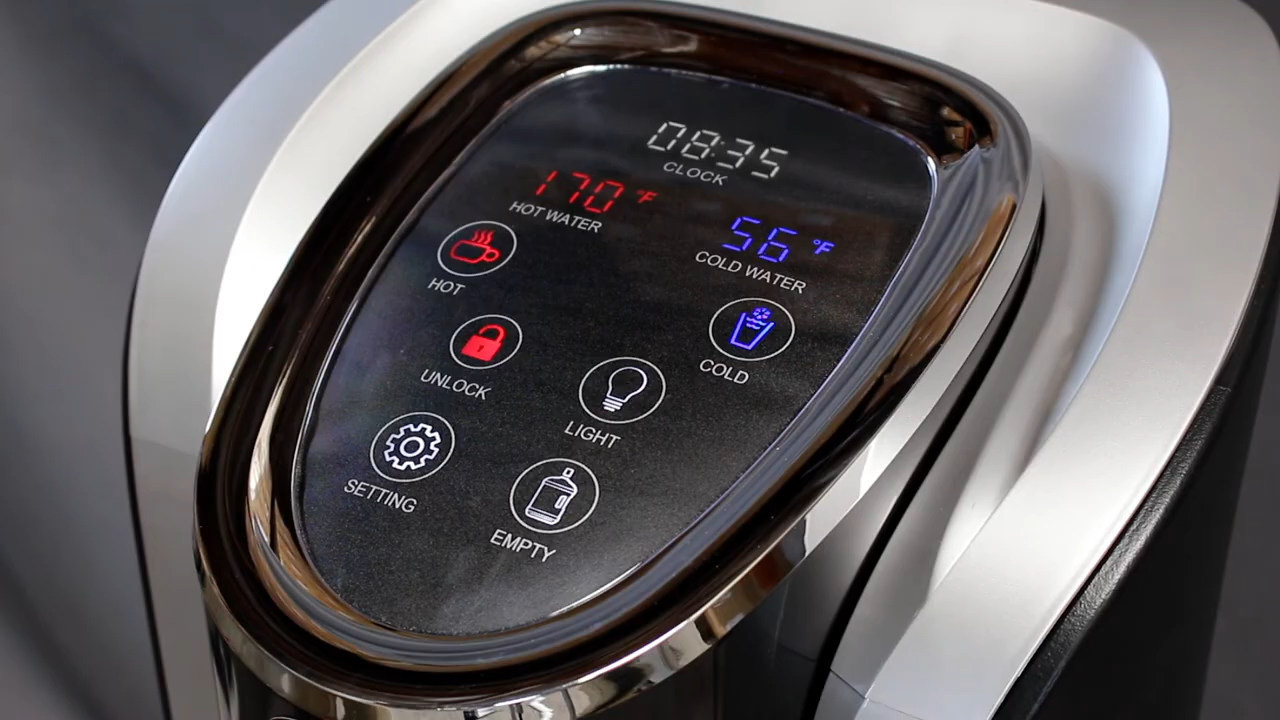 08:35
CLOCK
170 °F
HOT WATER
56 °F
COLD WATER
HOT
COLD
UNLOCK
LIGHT
SETTING
EMPTY